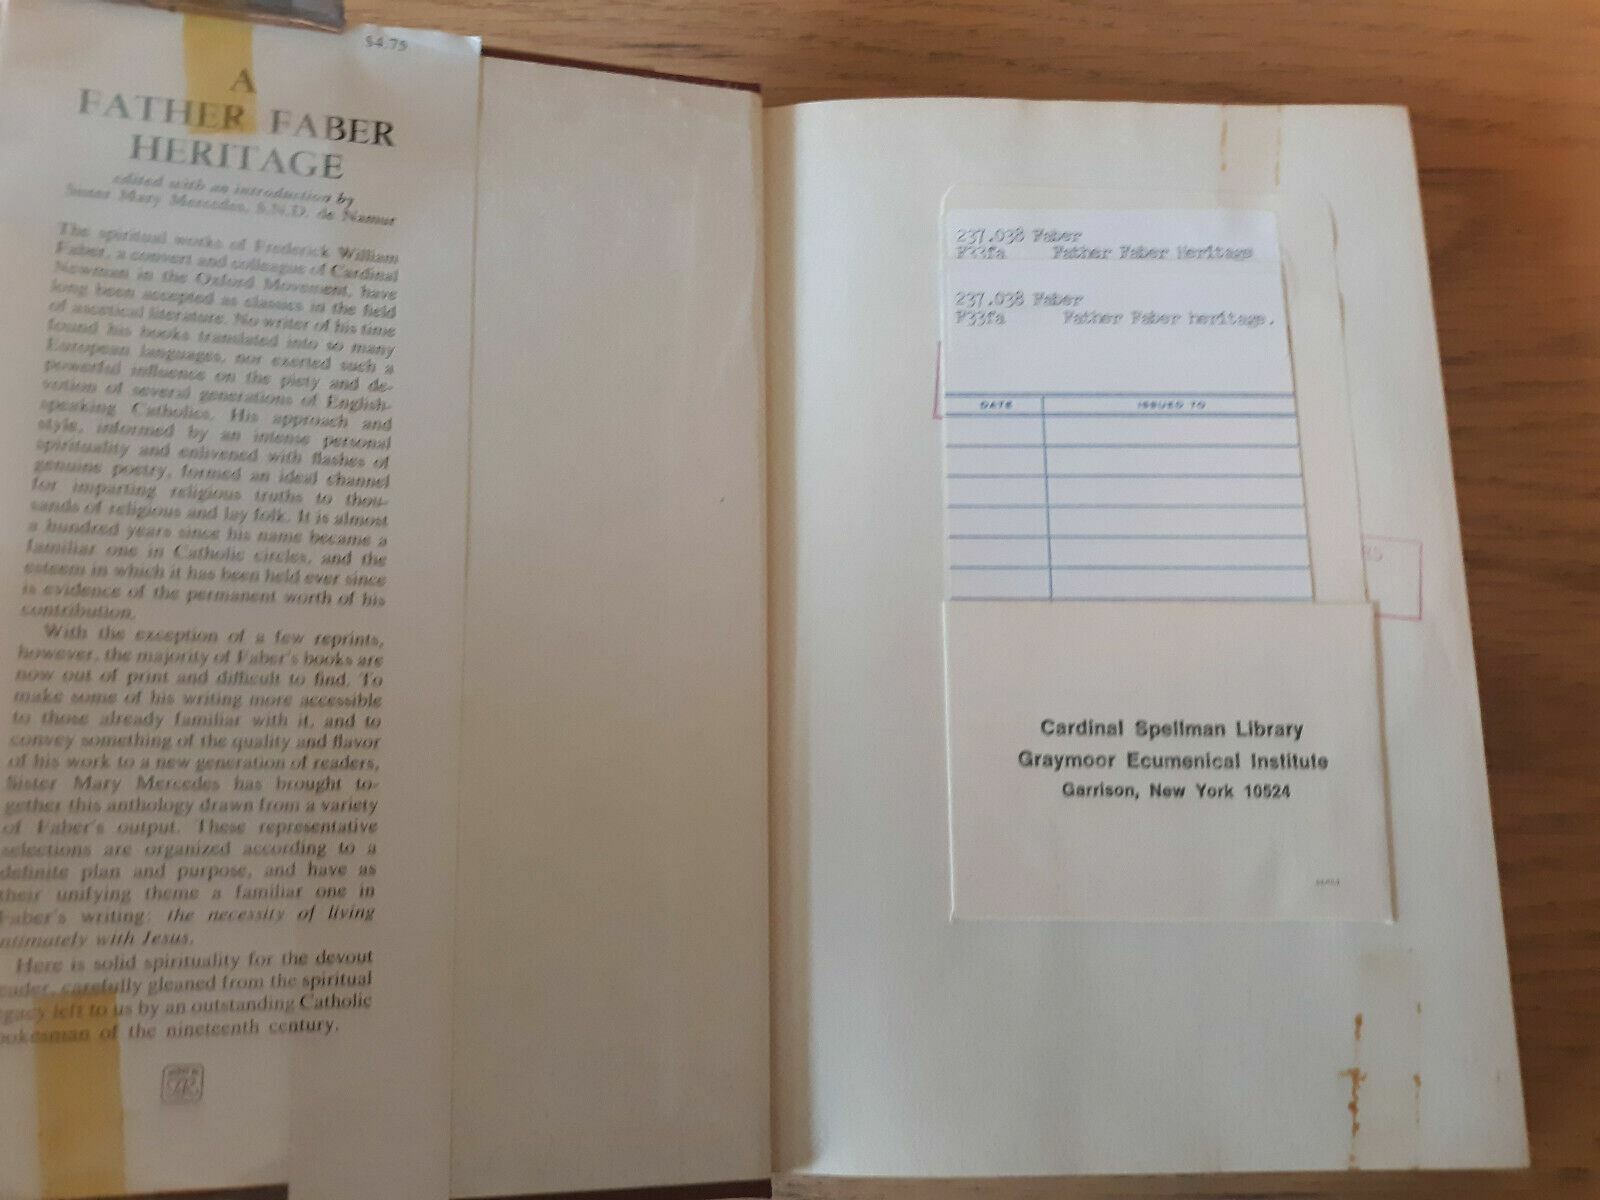 $4.75
A
FATHER FABER
HERITAGE
edited with an introduction by
Sister Mary Mercedes, S.N.D. de Namur
The spiritual works of Frederick William
Faber, a convert and colleague of Cardinal
Newman in the Oxford Movement, have
long been accepted as classics in the field
of ascetical literature. No writer of his time
found his books translated into so many
European languages, nor exerted such a
powerful influence on the piety and de-
votion of several generations of English-
speaking Catholics. His approach and
style, informed by an intense personal
spirituality and enlivened with flashes of
genuine poetry, formed an ideal channel
for imparting religious truths to thou-
sands of religious and lay folk. It is almost
a hundred years since his name became a
familiar one in Catholic circles, and the
esteem in which it has been held ever since
is evidence of the permanent worth of his
contribution.
With the exception of a few reprints,
however, the majority of Faber's books are
now out of print and difficult to find. To
make some of his writing more accessible
to those already familiar with it, and to
convey something of the quality and flavor
of his work to a new generation of readers,
Sister Mary Mercedes has brought to-
gether this anthology drawn from a variety
of Faber's output. These representative
selections are organized according to a
definite plan and purpose, and have as
their unifying theme a familiar one in
Faber's writing: the necessity of living
ntimately with Jesus.
Here is solid spirituality for the devout
eader, carefully gleaned from the spiritual
egacy left to us by an outstanding Catholic
pokesman of the nineteenth century.
237.038 Faber
F33fa Father Faber Heritage
237.038 Faber
F33fa Father Faber heritage.
DATE ISSUED TO
Cardinal Spellman Library
Graymoor Ecumenical Institute
Garrison, New York 10524